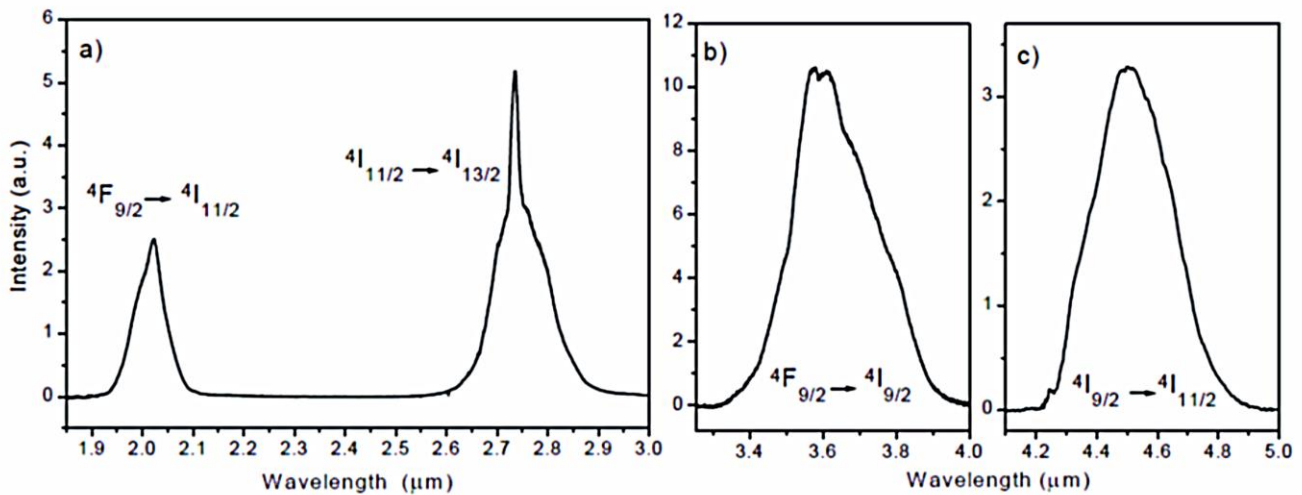 a)
6
5
4
3
2
1
0
Intensity (a.u.)
⁴F₉/₂ → ⁴I₁₁/₂
⁴I₁₁/₂ → ⁴I₁₃/₂
1.9 2.0 2.1 2.2 2.3 2.4 2.5 2.6 2.7 2.8 2.9 3.0
Wavelength (μm)
b)
12
10
8
6
4
2
0
⁴F₉/₂ → ⁴I₉/₂
3.4 3.6 3.8 4.0
c)
3
2
1
0
⁴I₉/₂ → ⁴I₁₁/₂
4.2 4.4 4.6 4.8 5.0
Wavelength (μm)